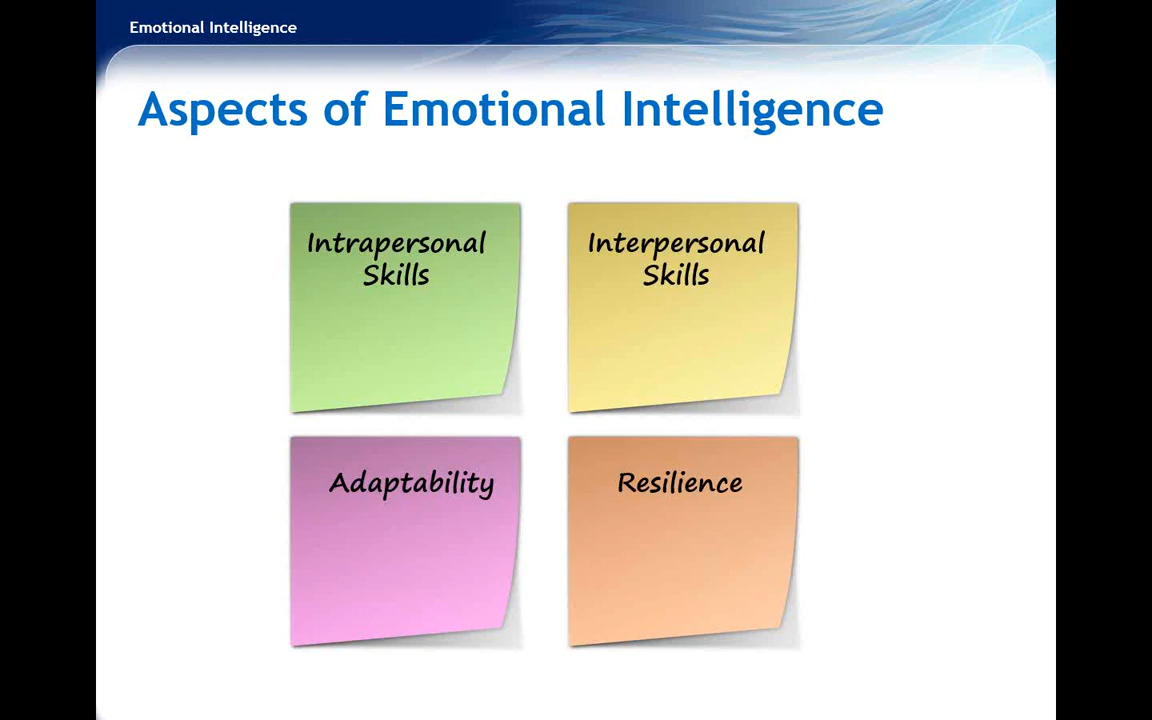 Emotional Intelligence
Aspects of Emotional Intelligence
Intrapersonal
Skills
Interpersonal
Skills
Adaptability
Resilience